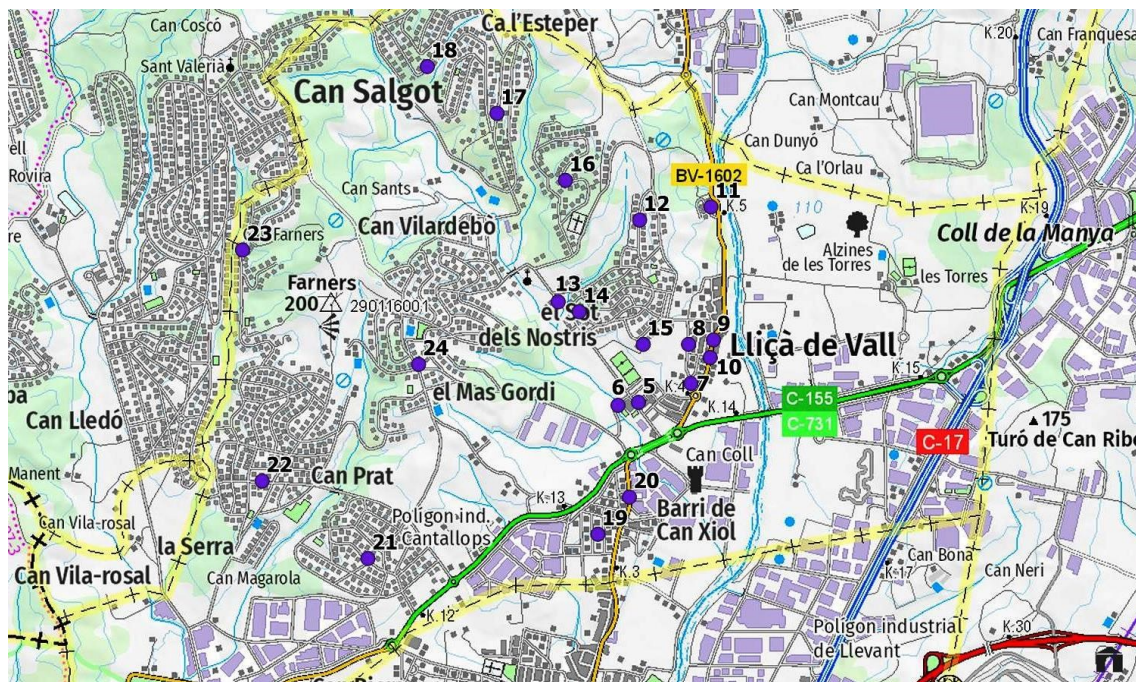 Can Coscó
Ca l'Esteper
K.20
Can Franquesa
Sant Valerià
18
Can Salgot
17
Can Montcau
Can Dunyó
ell
Rovira
16
BV-1602
Ca l'Orlau
Can Sants
11
K.5
110
K.19
12
Can Vilardebò
Coll de la Manya
re
23
Farners
Alzines
de les Torres
les Torres
Farners
200
290116001
13
14
el Sot
dels Nostris
15
8
9
Lliçà de Vall
10
24
K.15
el Mas Gordi
6
5
7
K.14
C-155
C-731
175
Can Lledó
C-17
Turó de Can Ribo
Can Coll
Manent
22
Can Prat
K.13
20
Barri de
Can Xiol
Can Vila-rosal
Polígon ind.
Cantallops
19
la Serra
21
Can Bona
Can Vila-rosal
Can Magarola
K.3
K.17
Can Neri
K.12
Polígon industrial
de Llevant
K.30